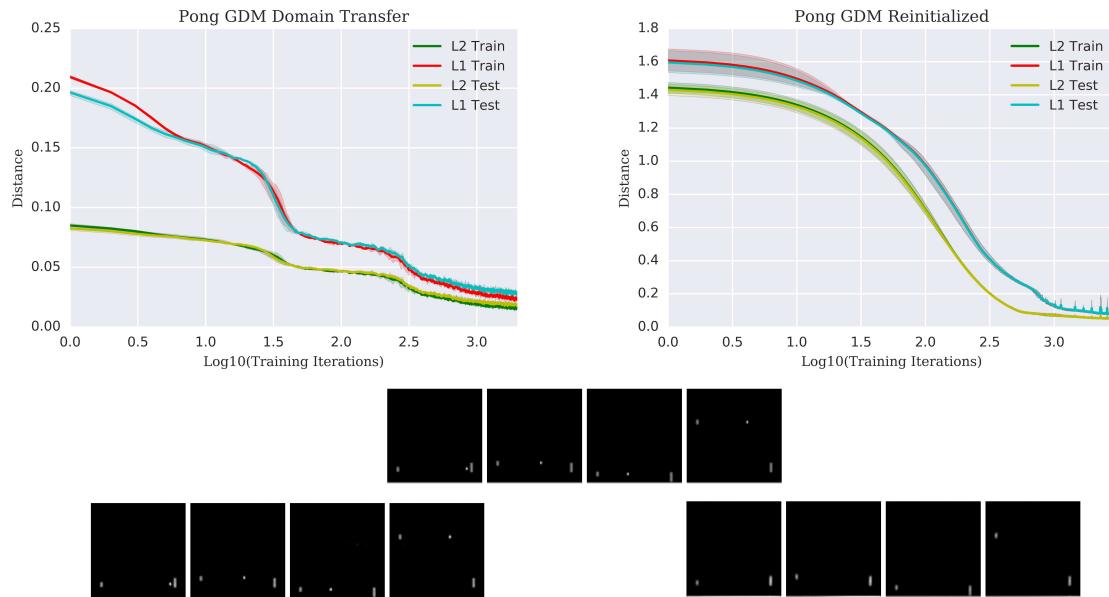 Pong GDM Domain Transfer
0.25
0.20
0.15
0.10
0.05
0.00
Distance
L2 Train
L1 Train
L2 Test
L1 Test
0.0 0.5 1.0 1.5 2.0 2.5 3.0
Log10(Training Iterations)
Pong GDM Reinitialized
1.8
1.6
1.4
1.2
1.0
0.8
0.6
0.4
0.2
0.0
Distance
L2 Train
L1 Train
L2 Test
L1 Test
0.0 0.5 1.0 1.5 2.0 2.5 3.0
Log10(Training Iterations)